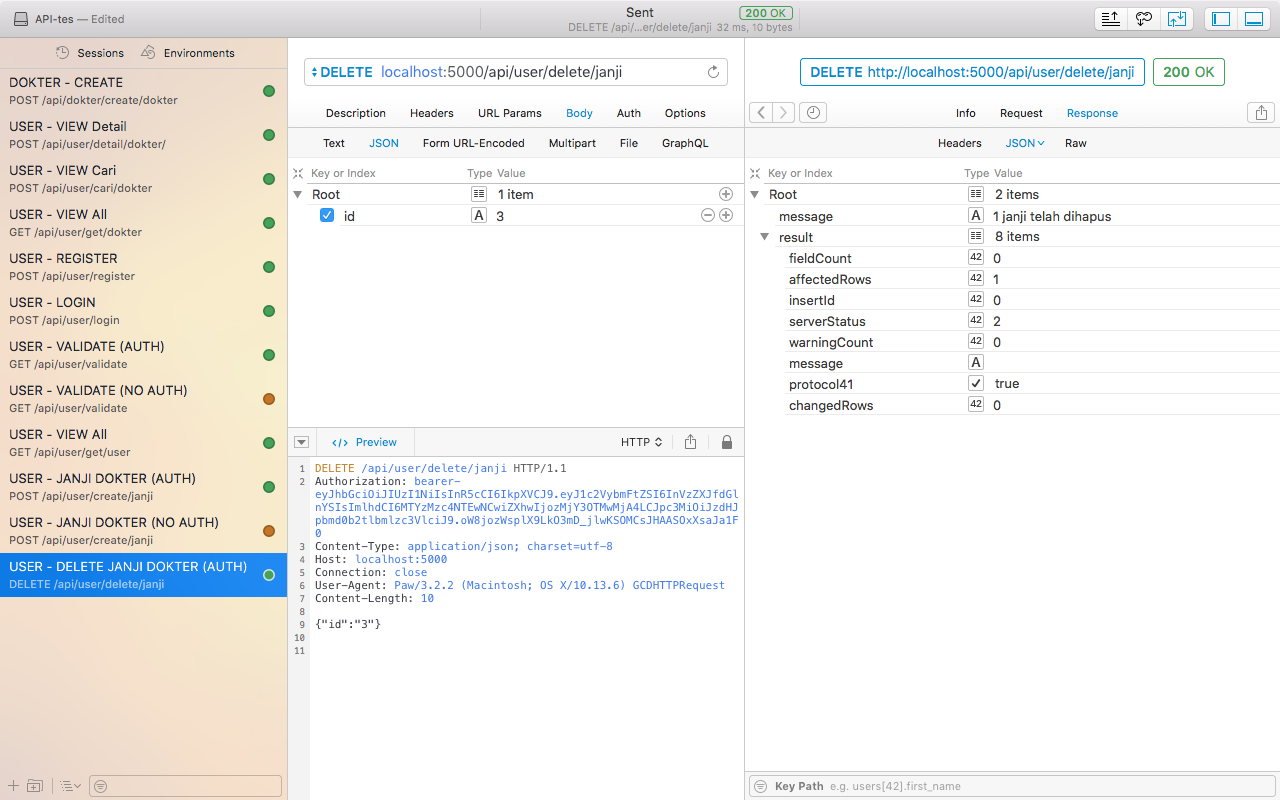 API-tes — Edited
Sent
200 OK
DELETE /api/...er/delete/janji 32 ms, 10 bytes
Sessions
Environments
DOKTER - CREATE
POST /api/dokter/create/dokter
USER - VIEW Detail
POST /api/user/detail/dokter/
USER - VIEW Cari
POST /api/user/cari/dokter
USER - VIEW All
GET /api/user/get/dokter
USER - REGISTER
POST /api/user/register
USER - LOGIN
POST /api/user/login
USER - VALIDATE (AUTH)
GET /api/user/validate
USER - VALIDATE (NO AUTH)
GET /api/user/validate
USER - VIEW All
GET /api/user/get/user
USER - JANJI DOKTER (AUTH)
POST /api/user/create/janji
USER - JANJI DOKTER (NO AUTH)
POST /api/user/create/janji
USER - DELETE JANJI DOKTER (AUTH)
DELETE /api/user/delete/janji
DELETE localhost:5000/api/user/delete/janji
Description Headers URL Params Body Auth Options
Text JSON Form URL-Encoded Multipart File GraphQL
Key or Index Type Value
Root 1 item
id A 3
Preview
HTTP
1 DELETE /api/user/delete/janji HTTP/1.1
2 Authorization: bearer-
eyJhbGciOiJIUzI1NiIsInR5cCI6IkpXVCJ9.eyJ1c2VybmFtZSI6InVzZXJfdGl
nYSIsImlhdCI6MTYzMzc4NTEwNCwiZXhwIjozMjY3OTMwMjA4LCJpc3MiOiJzdHJ
pbmd0b2tlbmlzc3VlciJ9.oW8jozWsplX9LkO3mD_jlwKSOMCsJHAASOxXsaJa1F
0
3 Content-Type: application/json; charset=utf-8
4 Host: localhost:5000
5 Connection: close
6 User-Agent: Paw/3.2.2 (Macintosh; OS X/10.13.6) GCDHTTPRequest
7 Content-Length: 10
8
9 {"id":"3"}
10
11
DELETE http://localhost:5000/api/user/delete/janji
200 OK
Info Request Response
Headers JSON Raw
Key or Index Type Value
Root 2 items
message A 1 janji telah dihapus
result 8 items
fieldCount 42 0
affectedRows 42 1
insertId 42 0
serverStatus 42 2
warningCount 42 0
message A
protocol41 true
changedRows 42 0
Key Path e.g. users[42].first_name